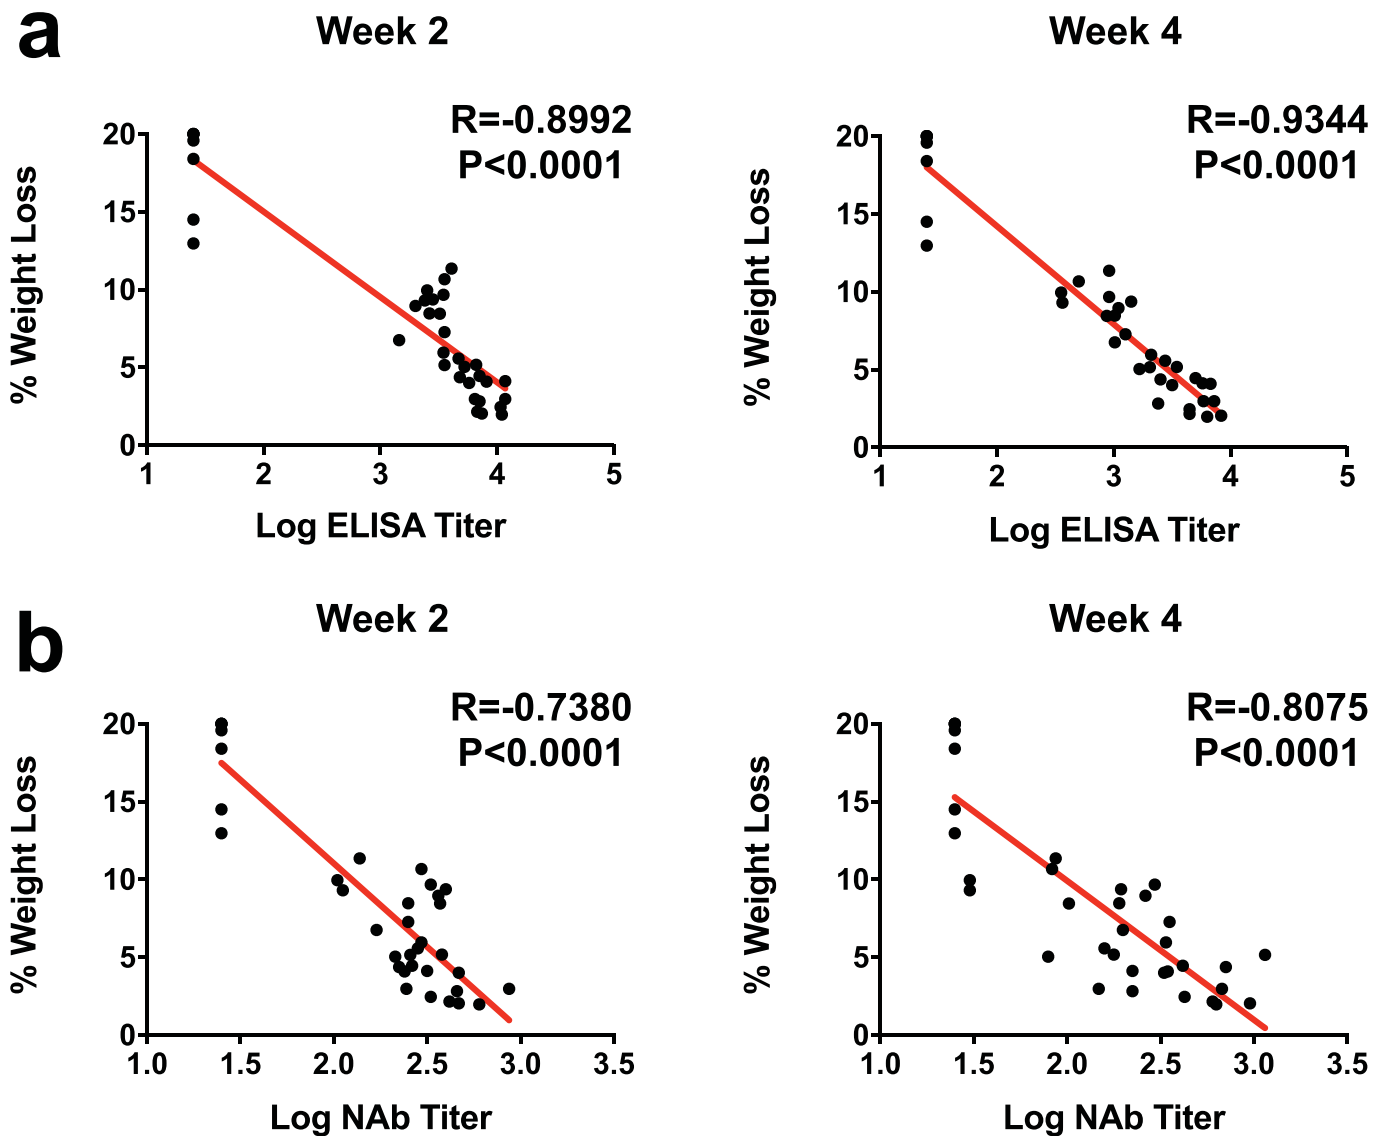 a
Week 2
R=-0.8992
P<0.0001
% Weight Loss
20
15
10
5
0
1 2 3 4 5
Log ELISA Titer
Week 4
R=-0.9344
P<0.0001
% Weight Loss
20
15
10
5
0
1 2 3 4 5
Log ELISA Titer
b
Week 2
R=-0.7380
P<0.0001
% Weight Loss
20
15
10
5
0
1.0 1.5 2.0 2.5 3.0 3.5
Log NAb Titer
Week 4
R=-0.8075
P<0.0001
% Weight Loss
20
15
10
5
0
1.0 1.5 2.0 2.5 3.0 3.5
Log NAb Titer